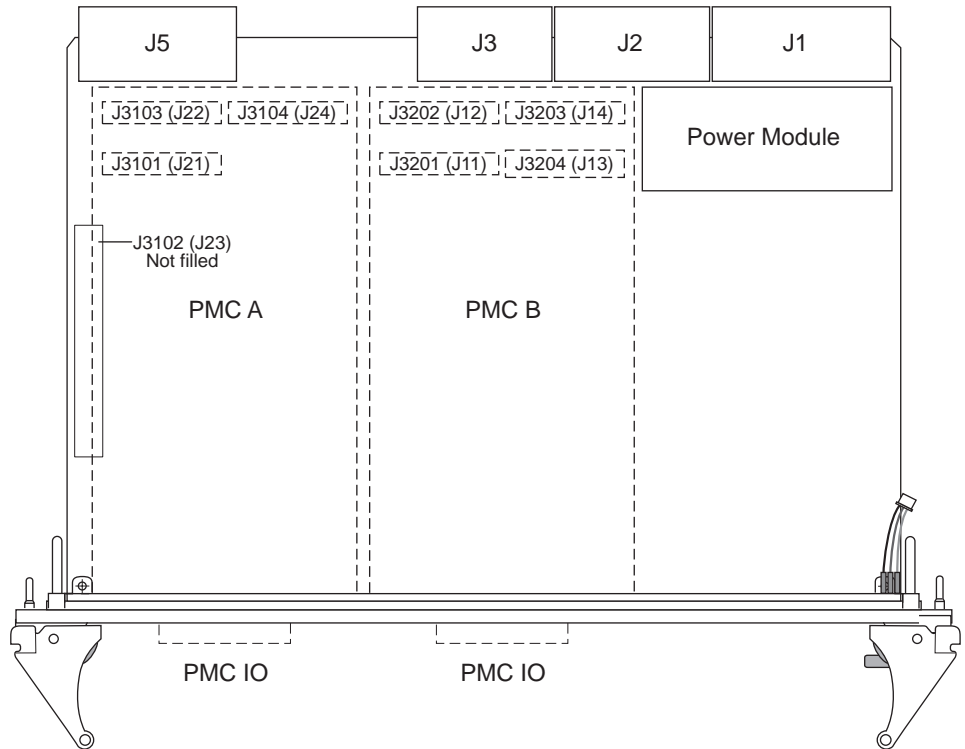 J5
J3
J2
J1
J3103 (J22)
J3104 (J24)
J3202 (J12)
J3203 (J14)
Power Module
J3101 (J21)
J3201 (J11)
J3204 (J13)
J3102 (J23)
Not filled
PMC A
PMC B
PMC IO
PMC IO